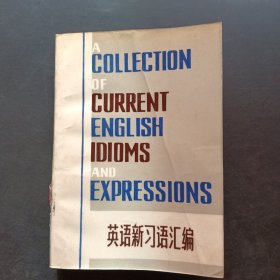 A
COLLECTION
OF
CURRENT
ENGLISH
IDIOMS
AND
EXPRESSIONS
英语新习语汇编